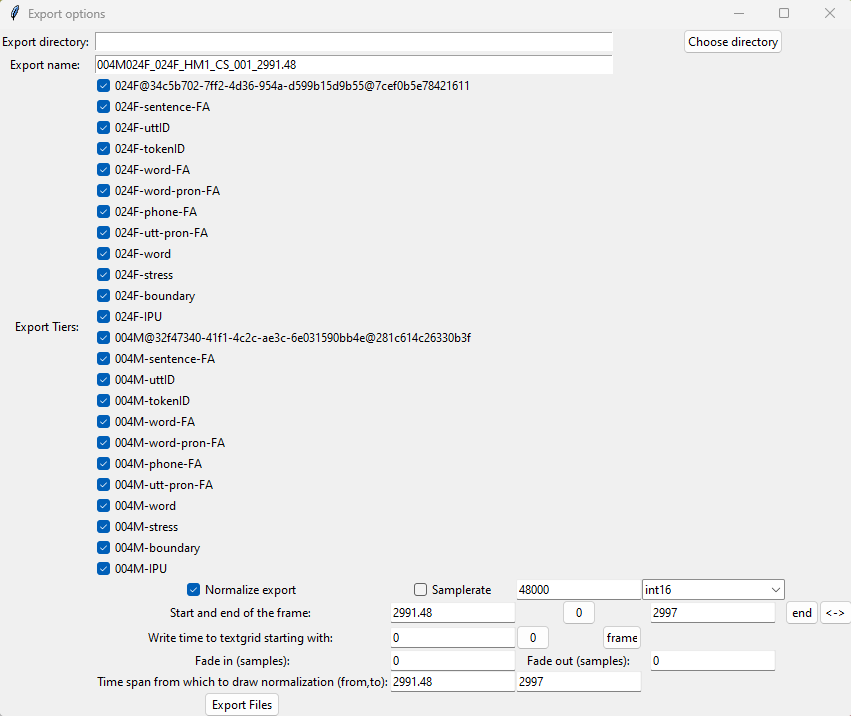 Export options
Export directory: Choose directory
Export name: 004M024F_024F_HM1_CS_001_2991.48
024F@34c5b702-7ff2-4d36-954a-d599b15d9b55@7cef0b5e78421611
024F-sentence-FA
024F-uttID
024F-tokenID
024F-word-FA
024F-word-pron-FA
024F-phone-FA
024F-utt-pron-FA
024F-word
024F-stress
024F-boundary
024F-IPU
Export Tiers:
004M@32f47340-41f1-4c2c-ae3c-6e031590bb4e@281c614c26330b3f
004M-sentence-FA
004M-uttID
004M-tokenID
004M-word-FA
004M-word-pron-FA
004M-phone-FA
004M-utt-pron-FA
004M-word
004M-stress
004M-boundary
004M-IPU
Normalize export Samplerate 48000 int16
Start and end of the frame: 2991.48 0 2997 end <->
Write time to textgrid starting with: 0 0 frame
Fade in (samples): 0 Fade out (samples): 0
Time span from which to draw normalization (from,to): 2991.48 2997
Export Files